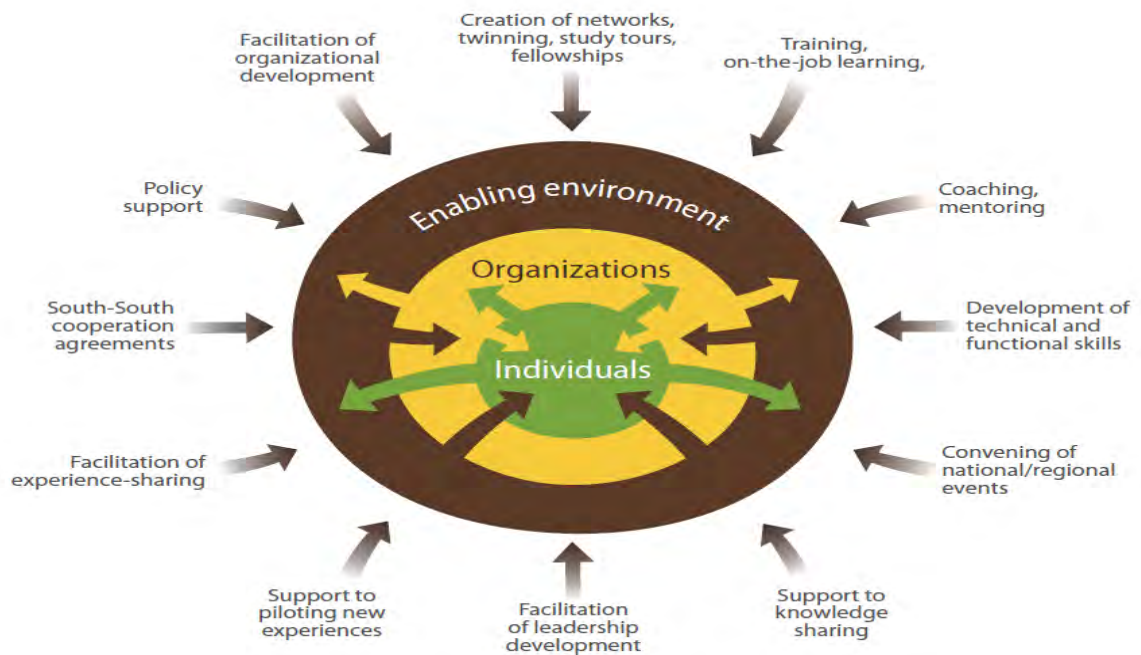 Creation of networks,
twinning, study tours,
fellowships
Training,
on-the-job learning,
Coaching,
mentoring
Development of
technical and
functional skills
Convening of
national/regional
events
Support to
knowledge
sharing
Facilitation
of leadership
development
Support to
piloting new
experiences
Facilitation of
experience-sharing
South-South
cooperation
agreements
Policy
support
Facilitation of
organizational
development
Enabling environment
Organizations
Individuals